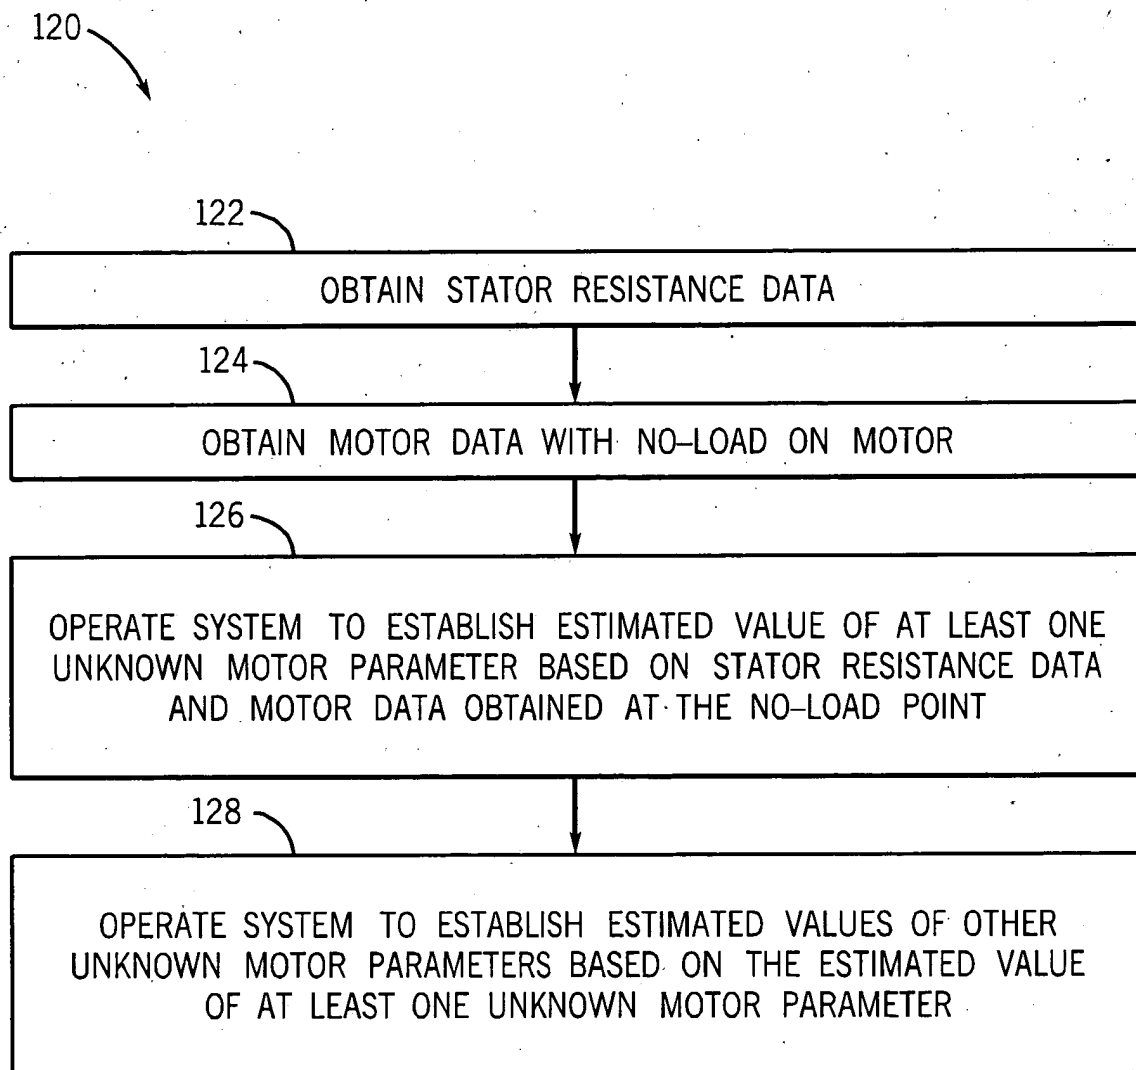 120
122
OBTAIN STATOR RESISTANCE DATA
124
OBTAIN MOTOR DATA WITH NO-LOAD ON MOTOR
126
OPERATE SYSTEM TO ESTABLISH ESTIMATED VALUE OF AT LEAST ONE
UNKNOWN MOTOR PARAMETER BASED ON STATOR RESISTANCE DATA
AND MOTOR DATA OBTAINED AT THE NO-LOAD POINT
128
OPERATE SYSTEM TO ESTABLISH ESTIMATED VALUES OF OTHER
UNKNOWN MOTOR PARAMETERS BASED ON THE ESTIMATED VALUE
OF AT LEAST ONE UNKNOWN MOTOR PARAMETER